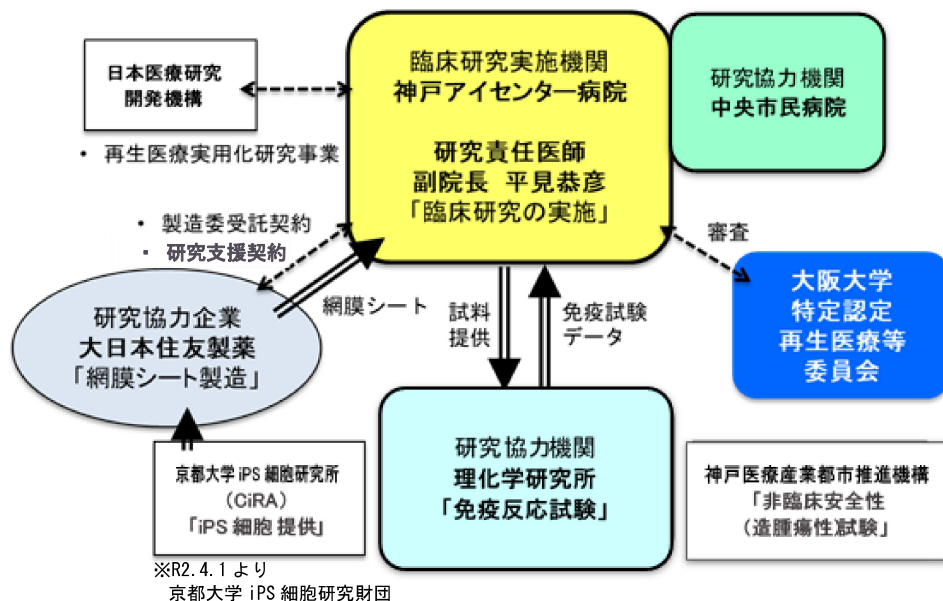 日本医療研究
開発機構
臨床研究実施機関
神戸アイセンター病院
研究責任医師
副院長 平見恭彦
「臨床研究の実施」
研究協力機関
中央市民病院
• 再生医療実用化研究事業
• 製造委受託契約
• 研究支援契約
審査
大阪大学
特定認定
再生医療等
委員会
研究協力企業
大日本住友製薬
「網膜シート製造」
網膜シート
試料
提供
免疫試験
データ
京都大学 iPS 細胞研究所
(CiRA)
「iPS 細胞 提供」
※R2.4.1 より
京都大学 iPS 細胞研究財団
研究協力機関
理化学研究所
「免疫反応試験」
神戸医療産業都市推進機構
「非臨床安全性
(造腫瘍性)試験」